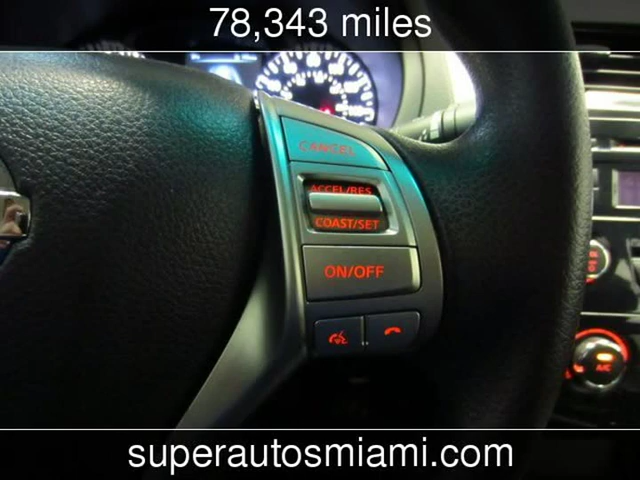 78,343 miles
CANCEL
ACCEL/RES
COAST/SET
ON/OFF
A/C
superautosmiami.com